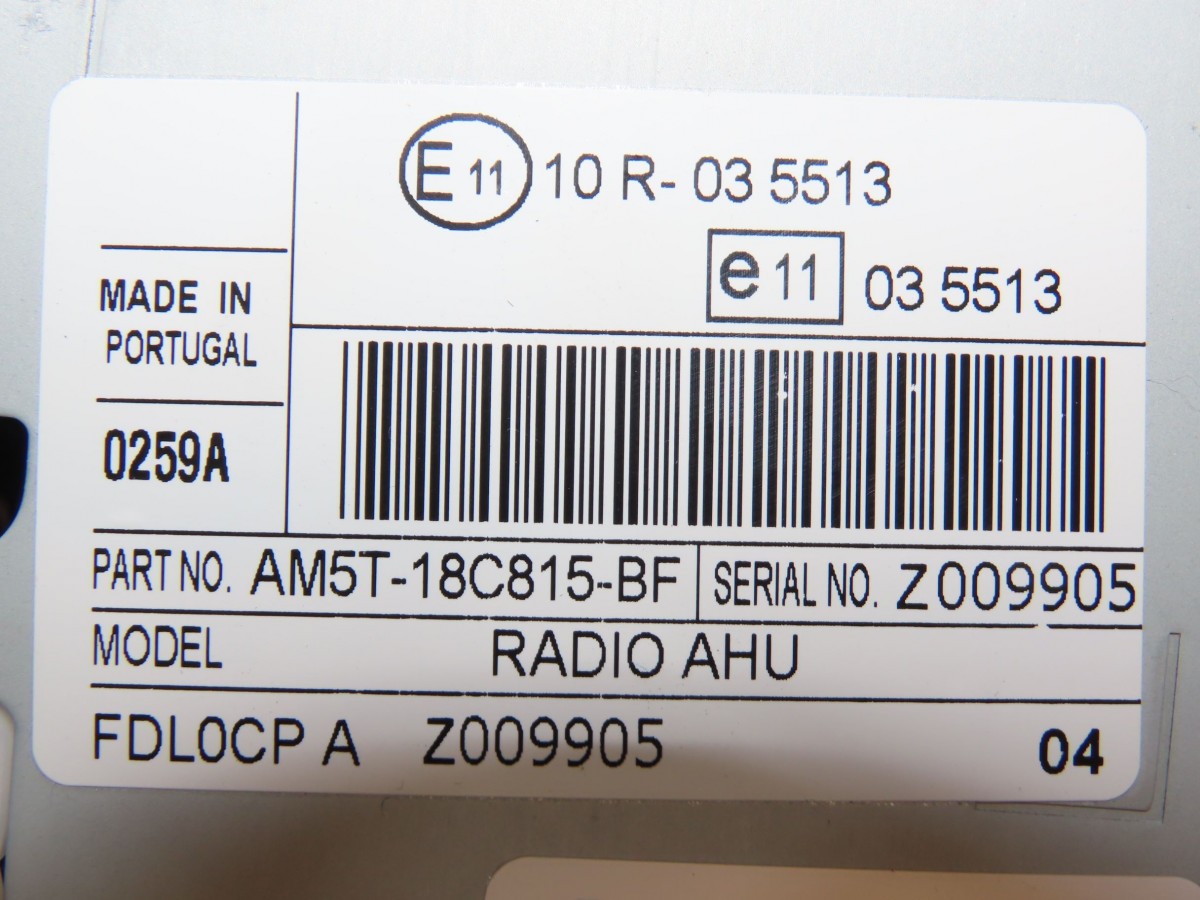 E 11 10 R- 03 5513
e 11 03 5513
MADE IN
PORTUGAL
0259A
PART NO. AM5T-18C815-BF SERIAL NO. Z009905
MODEL RADIO AHU
FDL0CP A Z009905 04